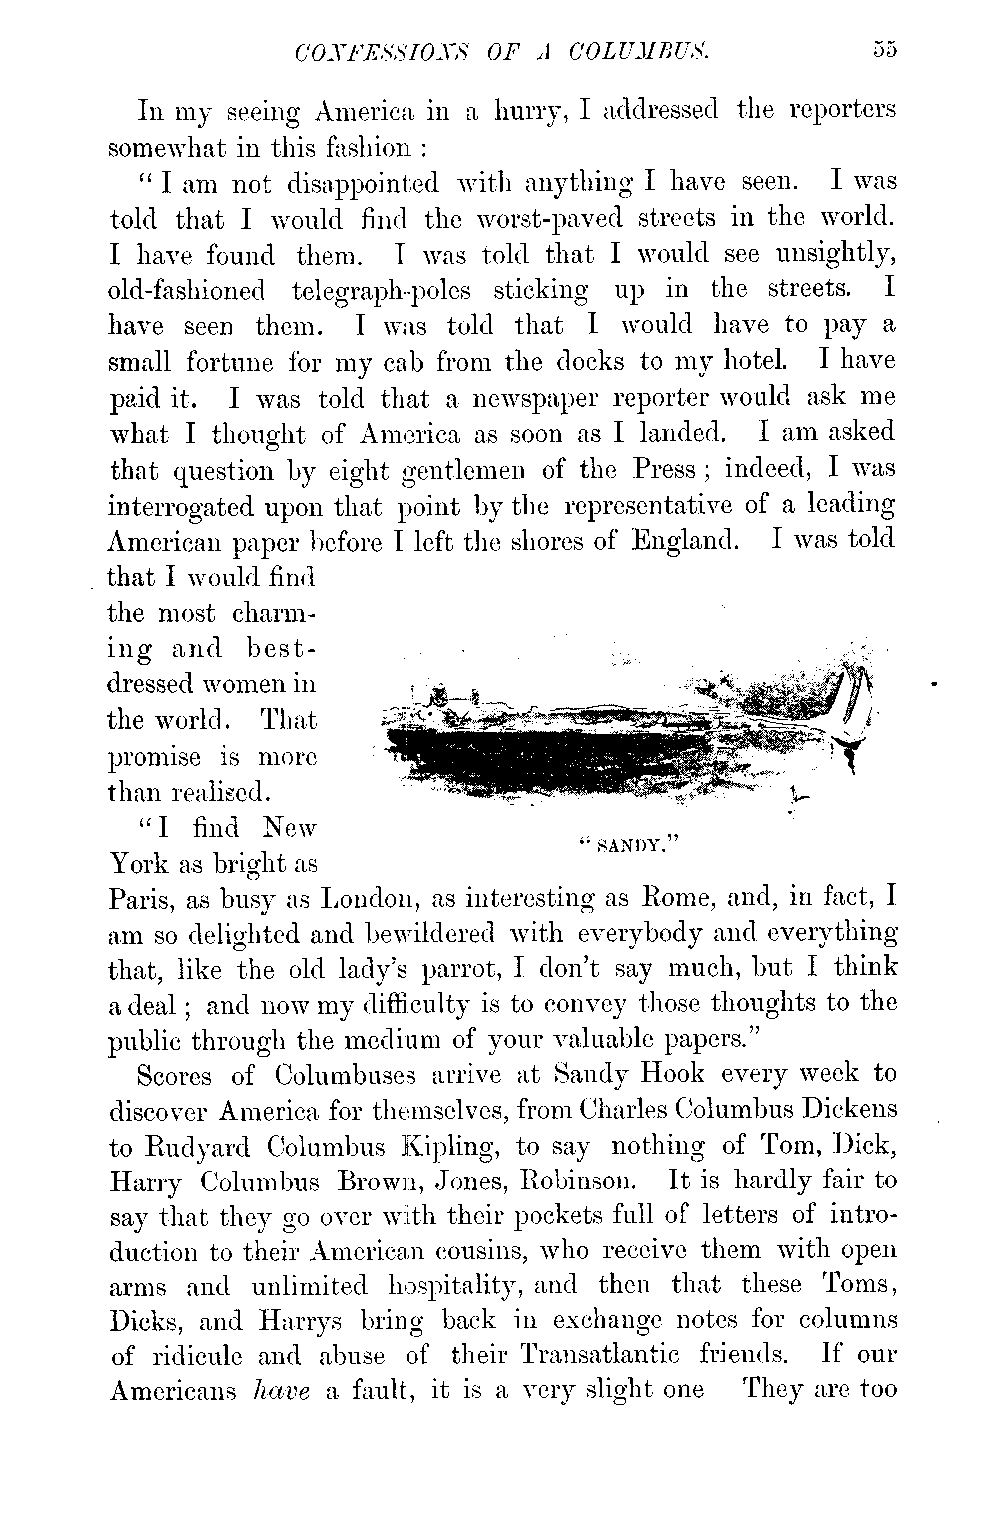 CONFESSIONS OF A COLUMBUS. 55
In my seeing America in a hurry, I addressed the reporters
somewhat in this fashion :
“ I am not disappointed with anything I have seen. I was
told that I would find the worst-paved streets in the world.
I have found them. I was told that I would see unsightly,
old-fashioned telegraph-poles sticking up in the streets. I
have seen them. I was told that I would have to pay a
small fortune for my cab from the docks to my hotel. I have
paid it. I was told that a newspaper reporter would ask me
what I thought of America as soon as I landed. I am asked
that question by eight gentlemen of the Press ; indeed, I was
interrogated upon that point by the representative of a leading
American paper before I left the shores of England. I was told
that I would find
the most charm-
ing and best-
dressed women in
the world. That
promise is more
than realised.
“ I find New
York as bright as
“ SANDY.”
Paris, as busy as London, as interesting as Rome, and, in fact, I
am so delighted and bewildered with everybody and everything
that, like the old lady’s parrot, I don’t say much, but I think
a deal ; and now my difficulty is to convey those thoughts to the
public through the medium of your valuable papers.”
Scores of Columbuses arrive at Sandy Hook every week to
discover America for themselves, from Charles Columbus Dickens
to Rudyard Columbus Kipling, to say nothing of Tom, Dick,
Harry Columbus Brown, Jones, Robinson. It is hardly fair to
say that they go over with their pockets full of letters of intro-
duction to their American cousins, who receive them with open
arms and unlimited hospitality, and then that these Toms,
Dicks, and Harrys bring back in exchange notes for columns
of ridicule and abuse of their Transatlantic friends. If our
Americans have a fault, it is a very slight one They are too